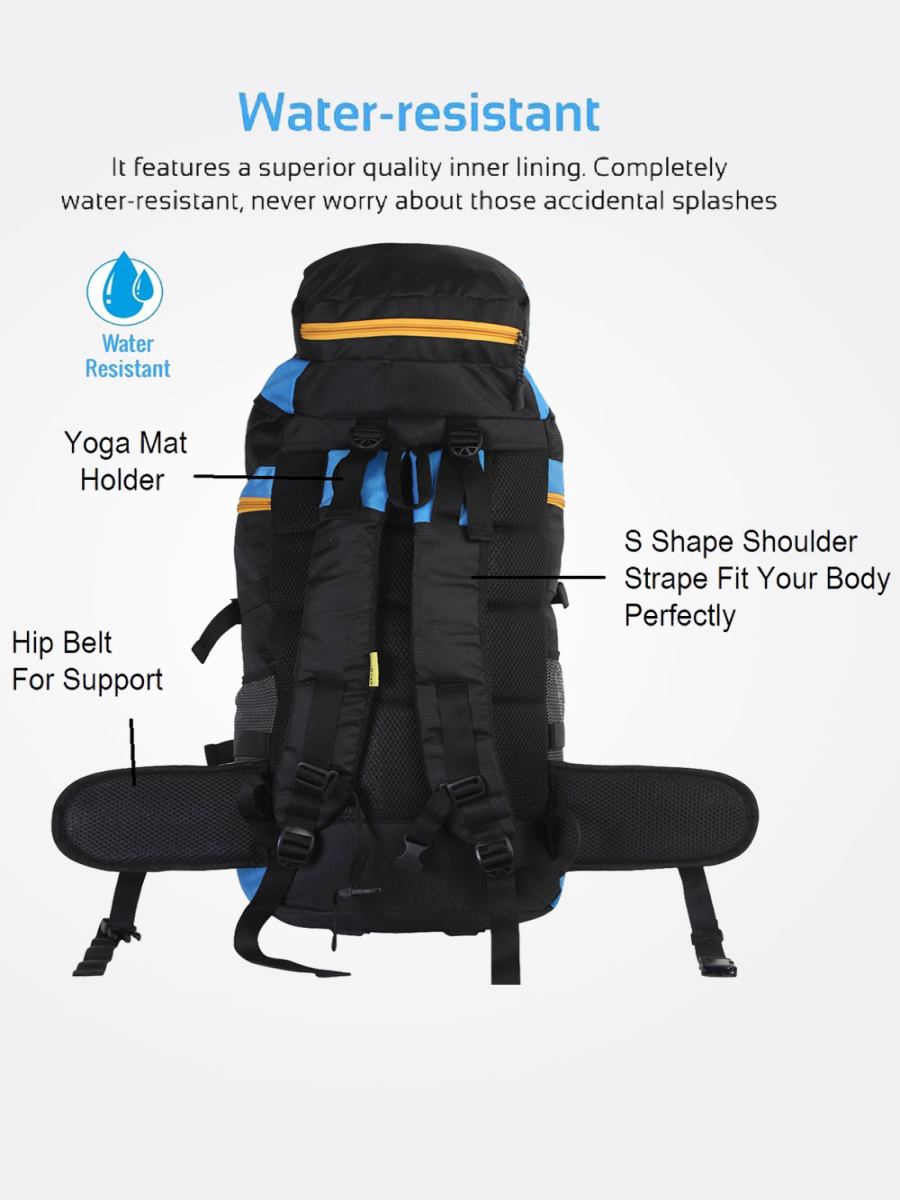 Water-resistant
It features a superior quality inner lining. Completely
water-resistant, never worry about those accidental splashes
Water
Resistant
Yoga Mat
Holder
S Shape Shoulder
Strape Fit Your Body
Perfectly
Hip Belt
For Support